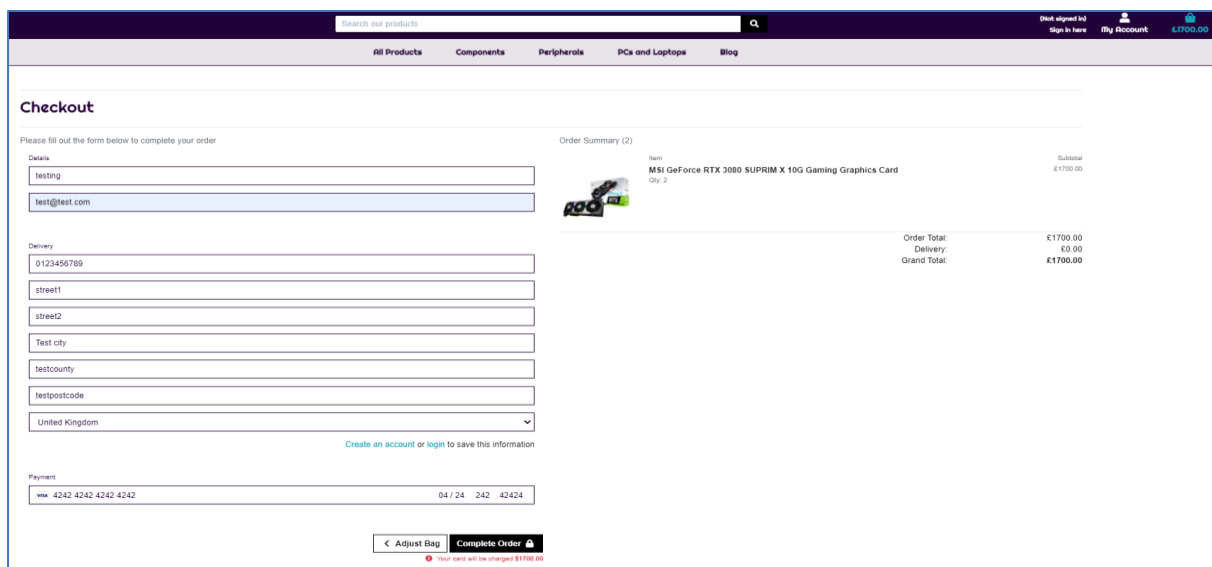 Search our products
(Not signed in)
Sign in here
My Account
£1700.00
All Products Components Peripherals PCs and Laptops Blog
Checkout
Please fill out the form below to complete your order
Details
testing
test@test.com
Delivery
0123456789
street1
street2
Test city
testcounty
testpostcode
United Kingdom
Create an account or login to save this information
Payment
VISA 4242 4242 4242 4242 04 / 24 242 42424
Adjust Bag Complete Order
Your card will be charged $1700.00
Order Summary (2)
Item Subtotal
MSI GeForce RTX 3080 SUPRIM X 10G Gaming Graphics Card £1700.00
Qty: 2
Order Total: £1700.00
Delivery: £0.00
Grand Total: £1700.00